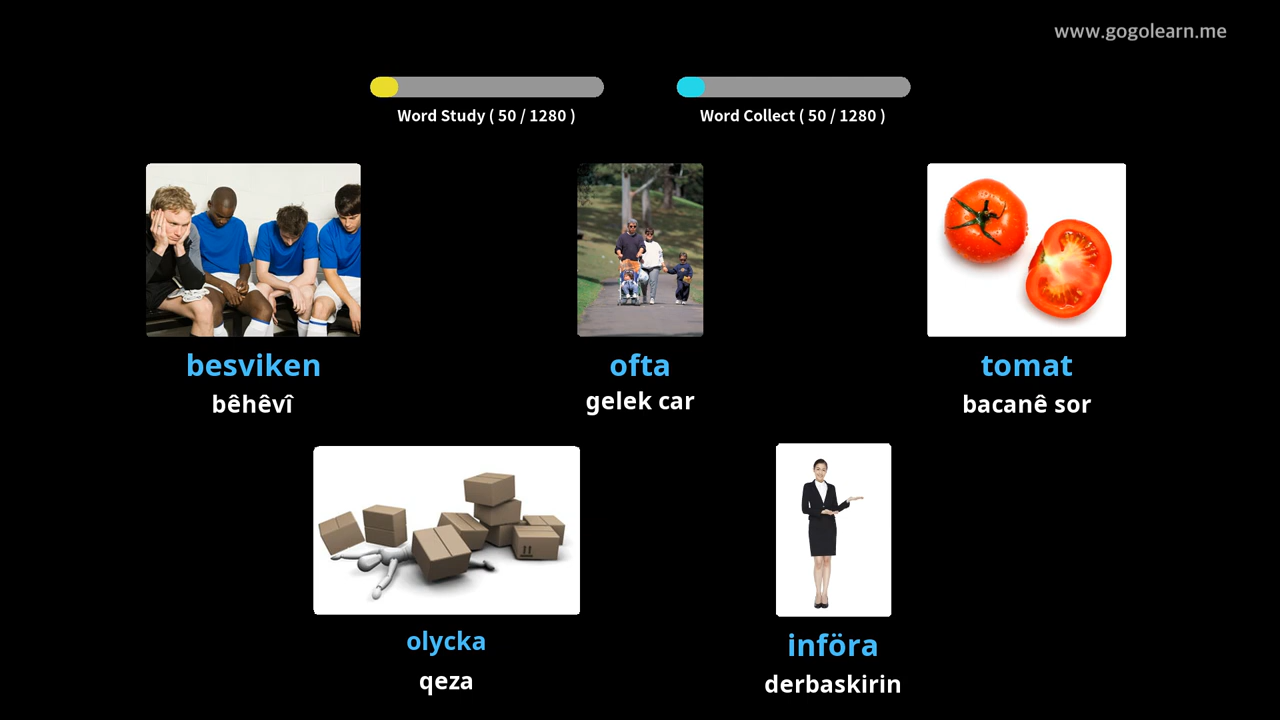 www.gogolearn.me
Word Study ( 50 / 1280 )
Word Collect ( 50 / 1280 )
besviken
bêhêvî
ofta
gelek car
tomat
bacanê sor
olycka
qeza
införa
derbaskirin